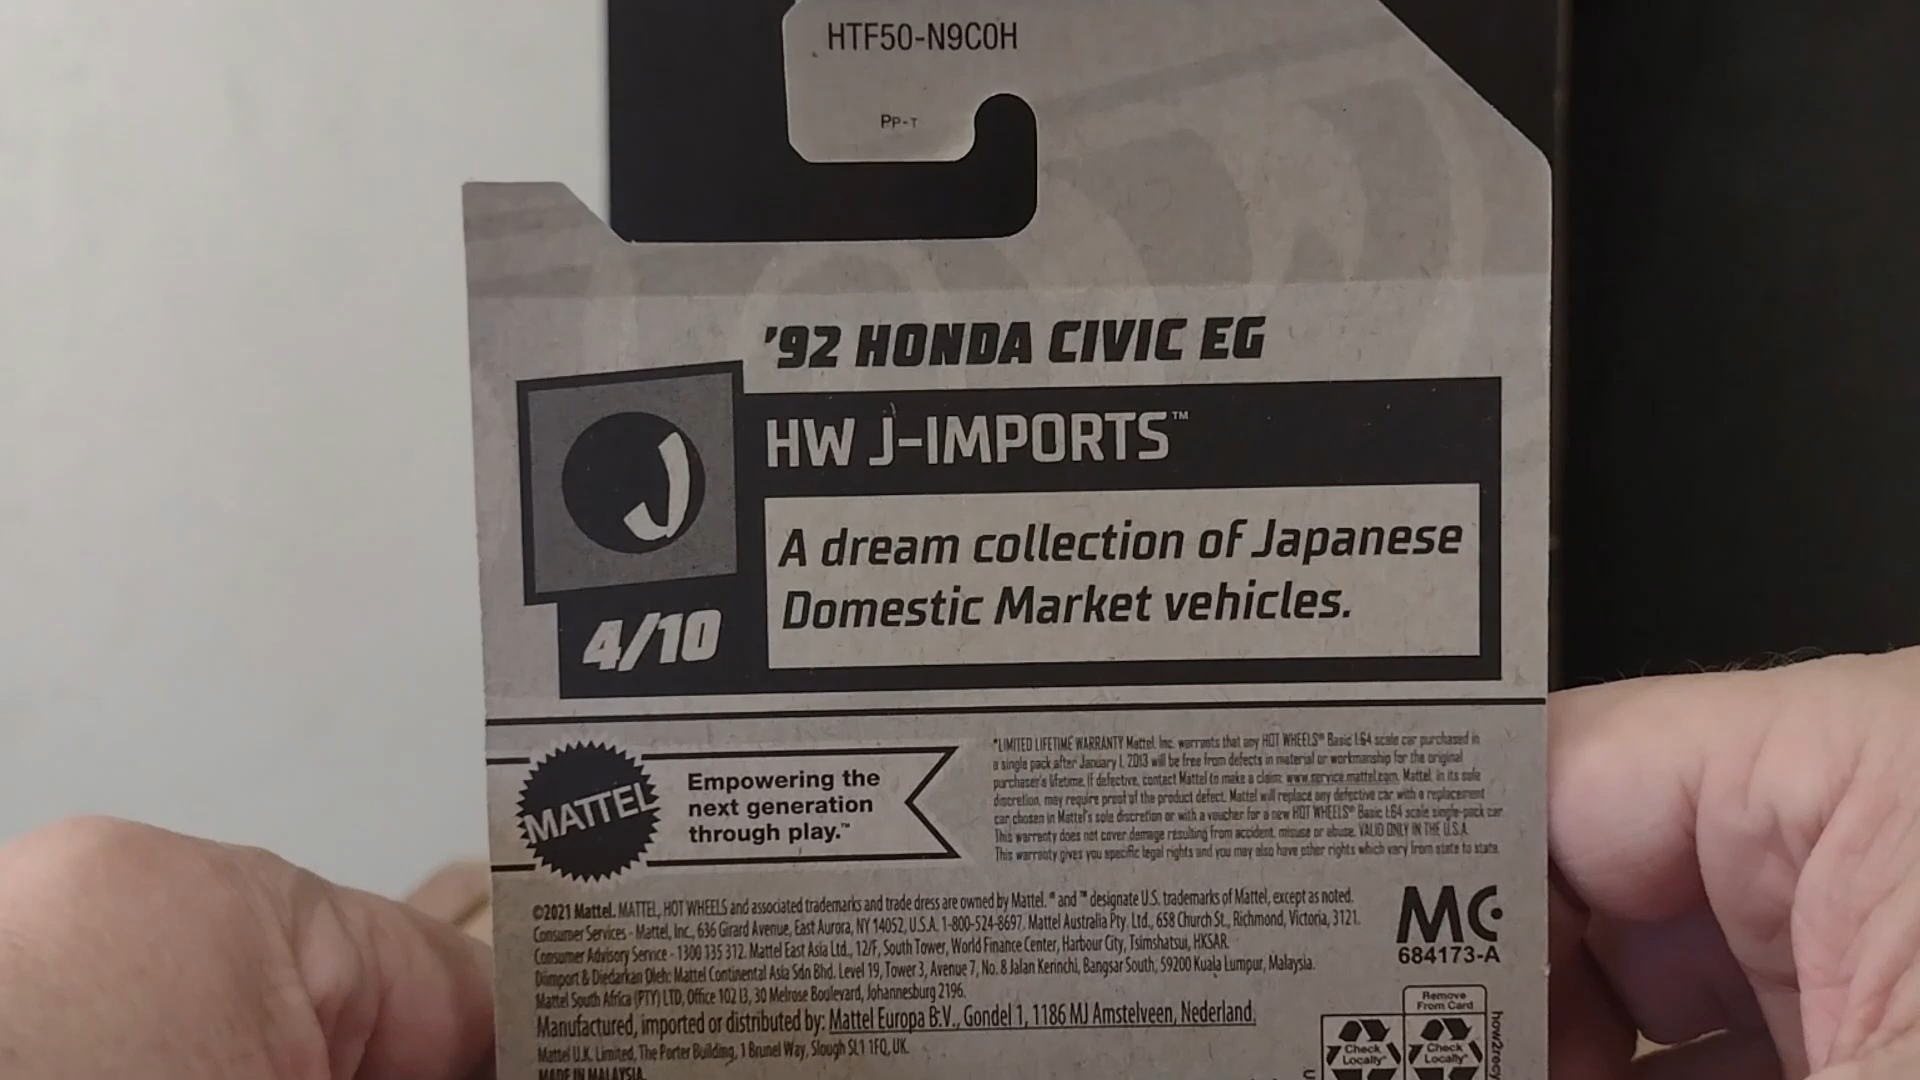 HTF50-N9C0H
PP-T
'92 HONDA CIVIC EG
HW J-IMPORTS™
J
A dream collection of Japanese
Domestic Market vehicles.
4/10
MATTEL
Empowering the
next generation
through play.™
*LIMITED LIFETIME WARRANTY Mattel, Inc. warrants that any HOT WHEELS® Basic 1:64 scale car purchased in
a single pack after January 1, 2013 will be free from defects in material or workmanship for the original
purchaser's lifetime. If defective, contact Mattel to make a claim: www.service.mattel.com. Mattel, in its sole
discretion, may require proof of the product defect. Mattel will replace any defective car with a replacement
car chosen in Mattel's sole discretion or with a voucher for a new HOT WHEELS® Basic 1:64 scale single-pack car.
This warranty does not cover damage resulting from accident, misuse or abuse. VALID ONLY IN THE U.S.A.
This warranty gives you specific legal rights and you may also have other rights which vary from state to state.
©2021 Mattel. MATTEL, HOT WHEELS and associated trademarks and trade dress are owned by Mattel. ® and ™ designate U.S. trademarks of Mattel, except as noted.
Consumer Services - Mattel, Inc., 636 Girard Avenue, East Aurora, NY 14052, U.S.A. 1-800-524-8697. Mattel Australia Pty. Ltd., 658 Church St., Richmond, Victoria, 3121.
Consumer Advisory Service - 1300 135 312. Mattel East Asia Ltd., 12/F, South Tower, World Finance Center, Harbour City, Tsimshatsui, HKSAR.
Diimport & Diedarkan Oleh: Mattel Continental Asia Sdn Bhd. Level 19, Tower 3, Avenue 7, No. 8 Jalan Kerinchi, Bangsar South, 59200 Kuala Lumpur, Malaysia.
Mattel South Africa (PTY) LTD, Office 102 I3, 30 Melrose Boulevard, Johannesburg 2196.
Manufactured, imported or distributed by: Mattel Europa B.V., Gondel 1, 1186 MJ Amstelveen, Nederland.
Mattel U.K. Limited, The Porter Building, 1 Brunel Way, Slough SL1 1FQ, UK.
MADE IN MALAYSIA.
MC
684173-A
Remove
From Card
Check
Locally*
Check
Locally*